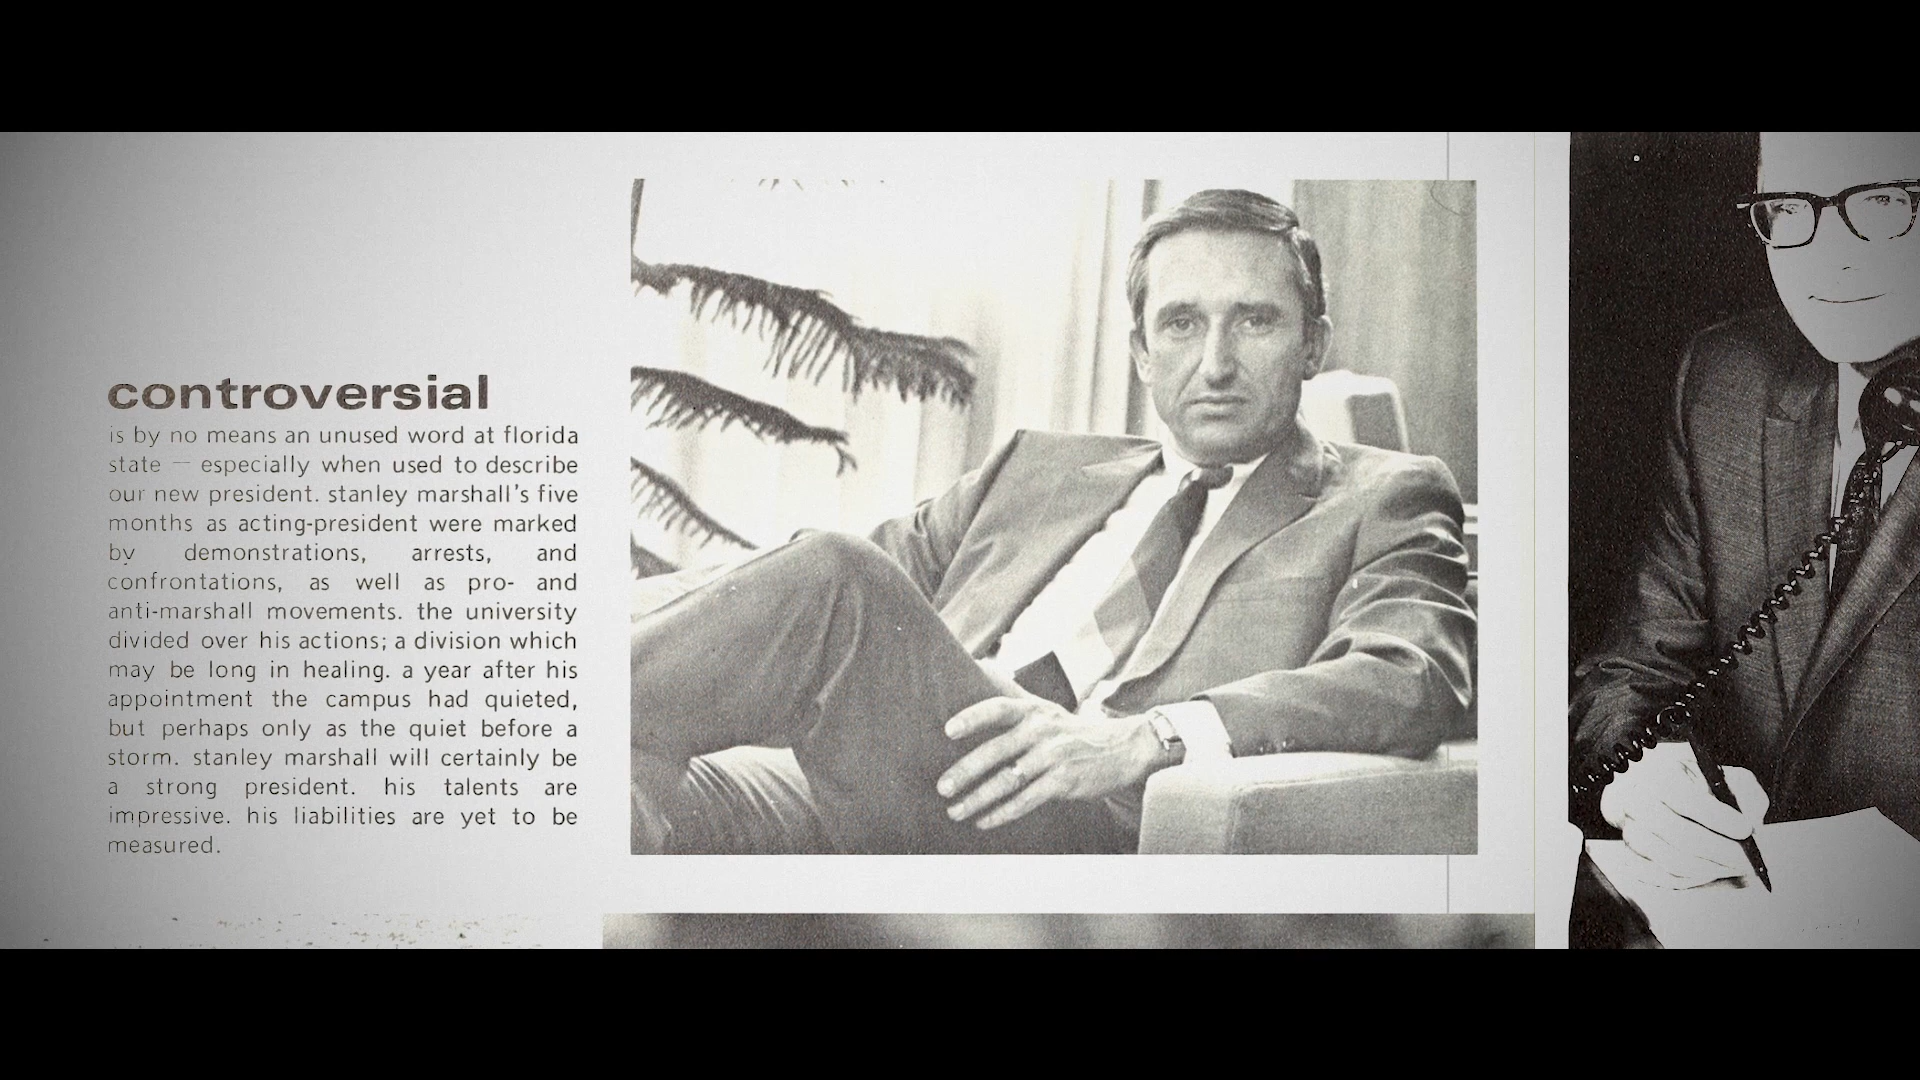 controversial
is by no means an unused word at florida
state — especially when used to describe
our new president. stanley marshall's five
months as acting-president were marked
by demonstrations, arrests, and
confrontations, as well as pro- and
anti-marshall movements. the university
divided over his actions; a division which
may be long in healing. a year after his
appointment the campus had quieted,
but perhaps only as the quiet before a
storm. stanley marshall will certainly be
a strong president. his talents are
impressive. his liabilities are yet to be
measured.